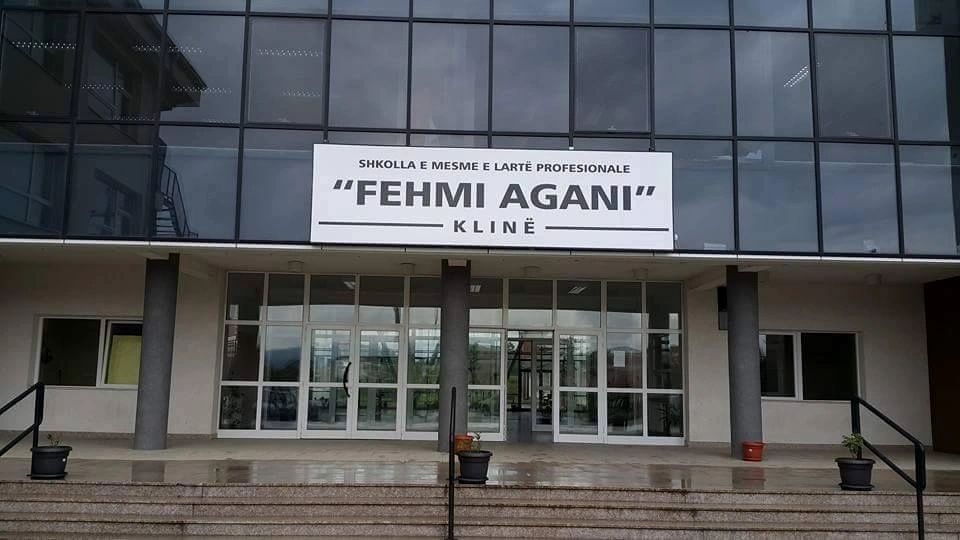 SHKOLLA E MESME E LARTË PROFESIONALE
“FEHMI AGANI”
KLINË